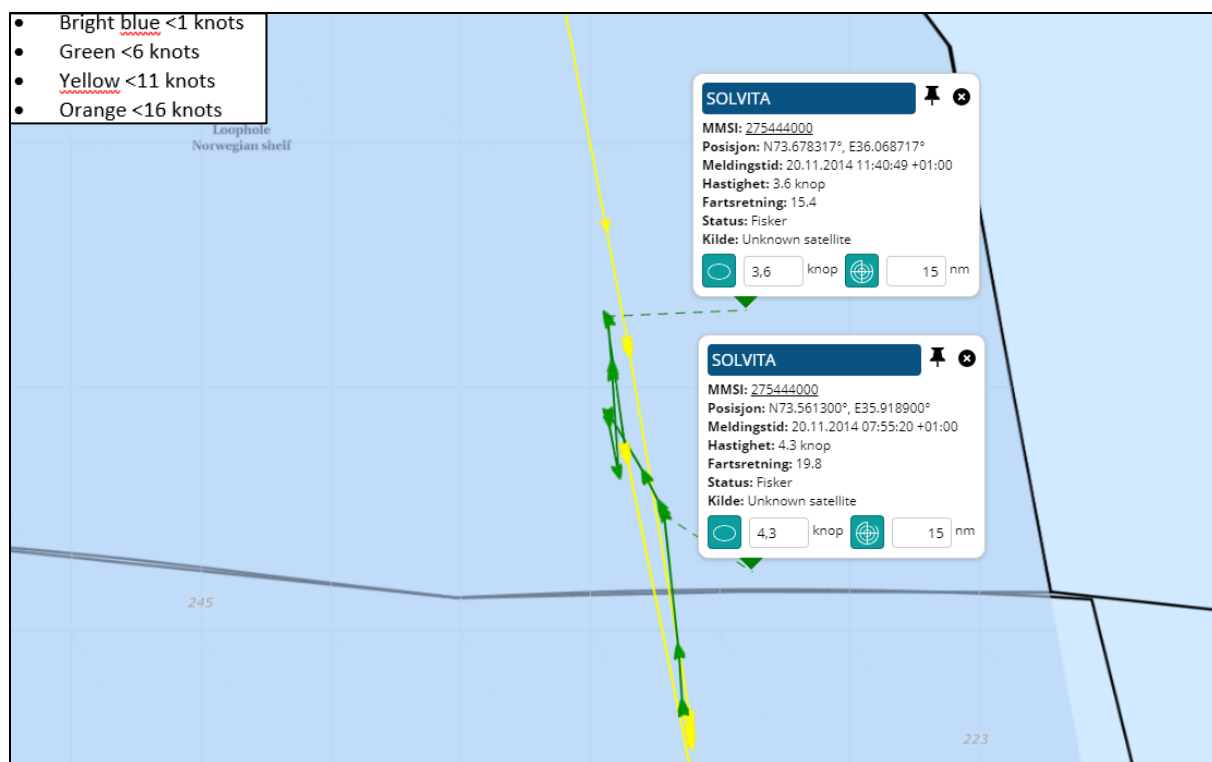 • Bright blue <1 knots
• Green <6 knots
• Yellow <11 knots
• Orange <16 knots
Loophole
Norwegian shelf
SOLVITA
MMSI: 275444000
Posisjon: N73.678317°, E36.068717°
Meldingstid: 20.11.2014 11:40:49 +01:00
Hastighet: 3.6 knop
Fartsretning: 15.4
Status: Fisker
Kilde: Unknown satellite
3,6 knop 15 nm
SOLVITA
MMSI: 275444000
Posisjon: N73.561300°, E35.918900°
Meldingstid: 20.11.2014 07:55:20 +01:00
Hastighet: 4.3 knop
Fartsretning: 19.8
Status: Fisker
Kilde: Unknown satellite
4,3 knop 15 nm
245
223